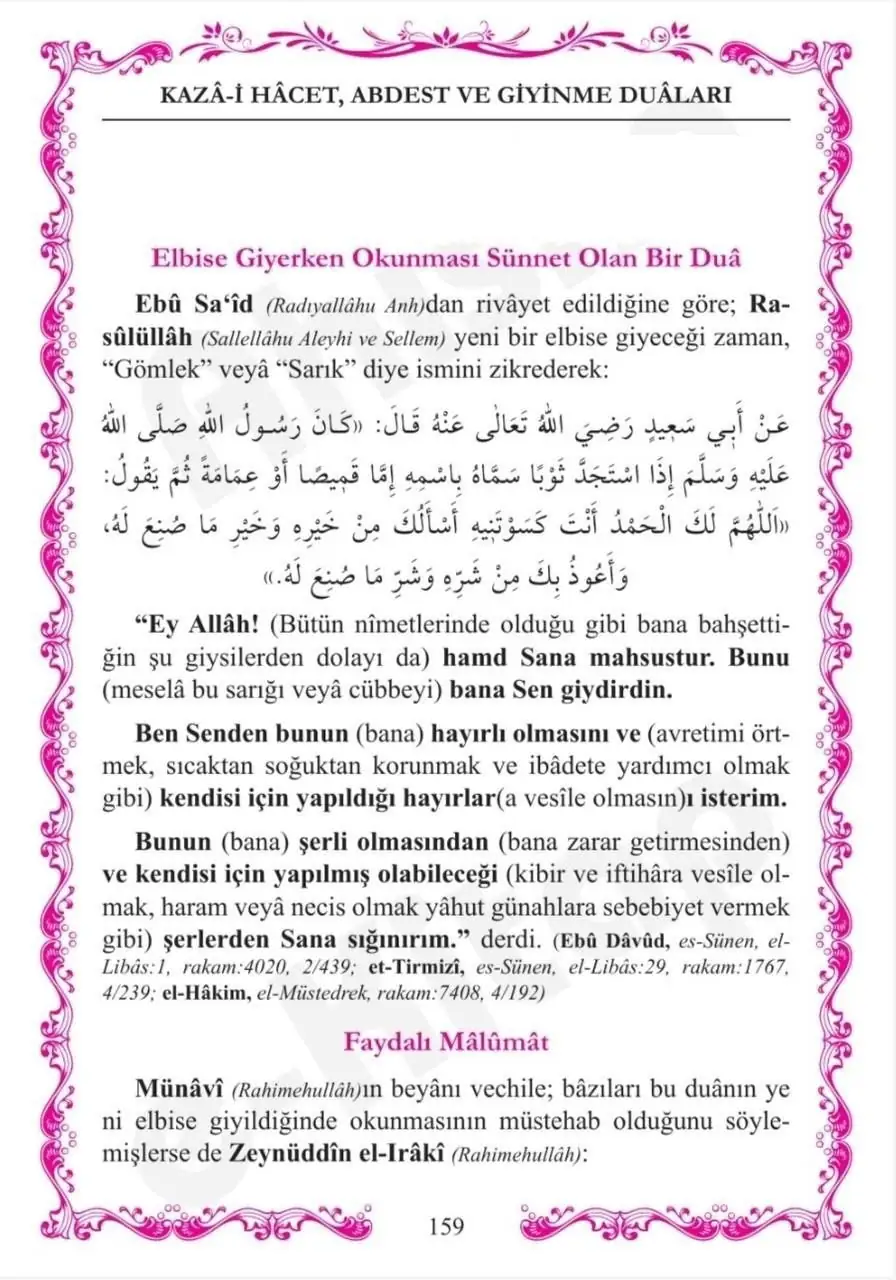 KAZÂ-İ HÂCET, ABDEST VE GİYİNME DUÂLARI
Elbise Giyerken Okunması Sünnet Olan Bir Duâ
Ebû Sa‘îd (Radıyallâhu Anh)dan rivâyet edildiğine göre; Ra-
sûlüllâh (Sallellâhu Aleyhi ve Sellem) yeni bir elbise giyeceği zaman,
“Gömlek” veyâ “Sarık” diye ismini zikrederek:
عَنْ أَبِي سَعِيدٍ رَضِيَ اللهُ تَعَالٰى عَنْهُ قَالَ: «كَانَ رَسُولُ اللهِ صَلَّى اللهُ
عَلَيْهِ وَسَلَّمَ إِذَا اسْتَجَدَّ ثَوْبًا سَمَّاهُ بِاسْمِهِ إِمَّا قَمِيصًا أَوْ عِمَامَةً ثُمَّ يَقُولُ:
«اَللّٰهُمَّ لَكَ الْحَمْدُ أَنْتَ كَسَوْتَنِيهِ أَسْأَلُكَ مِنْ خَيْرِهِ وَخَيْرِ مَا صُنِعَ لَهُ،
وَأَعُوذُ بِكَ مِنْ شَرِّهِ وَشَرِّ مَا صُنِعَ لَهُ.»
“Ey Allâh! (Bütün nîmetlerinde olduğu gibi bana bahşetti-
ğin şu giysilerden dolayı da) hamd Sana mahsustur. Bunu
(meselâ bu sarığı veyâ cübbeyi) bana Sen giydirdin.
Ben Senden bunun (bana) hayırlı olmasını ve (avretimi ört-
mek, sıcaktan soğuktan korunmak ve ibâdete yardımcı olmak
gibi) kendisi için yapıldığı hayırlar(a vesîle olmasın)ı isterim.
Bunun (bana) şerli olmasından (bana zarar getirmesinden)
ve kendisi için yapılmış olabileceği (kibir ve iftihâra vesîle ol-
mak, haram veyâ necis olmak yâhut günahlara sebebiyet vermek
gibi) şerlerden Sana sığınırım.” derdi. (Ebû Dâvûd, es-Sünen, el-
Libâs:1, rakam:4020, 2/439; et-Tirmizî, es-Sünen, el-Libâs:29, rakam:1767,
4/239; el-Hâkim, el-Müstedrek, rakam:7408, 4/192)
Faydalı Mâlûmât
Münâvî (Rahimehullâh)ın beyânı vechile; bâzıları bu duânın ye
ni elbise giyildiğinde okunmasının müstehab olduğunu söyle-
mişlerse de Zeynüddîn el-Irâkî (Rahimehullâh):
159